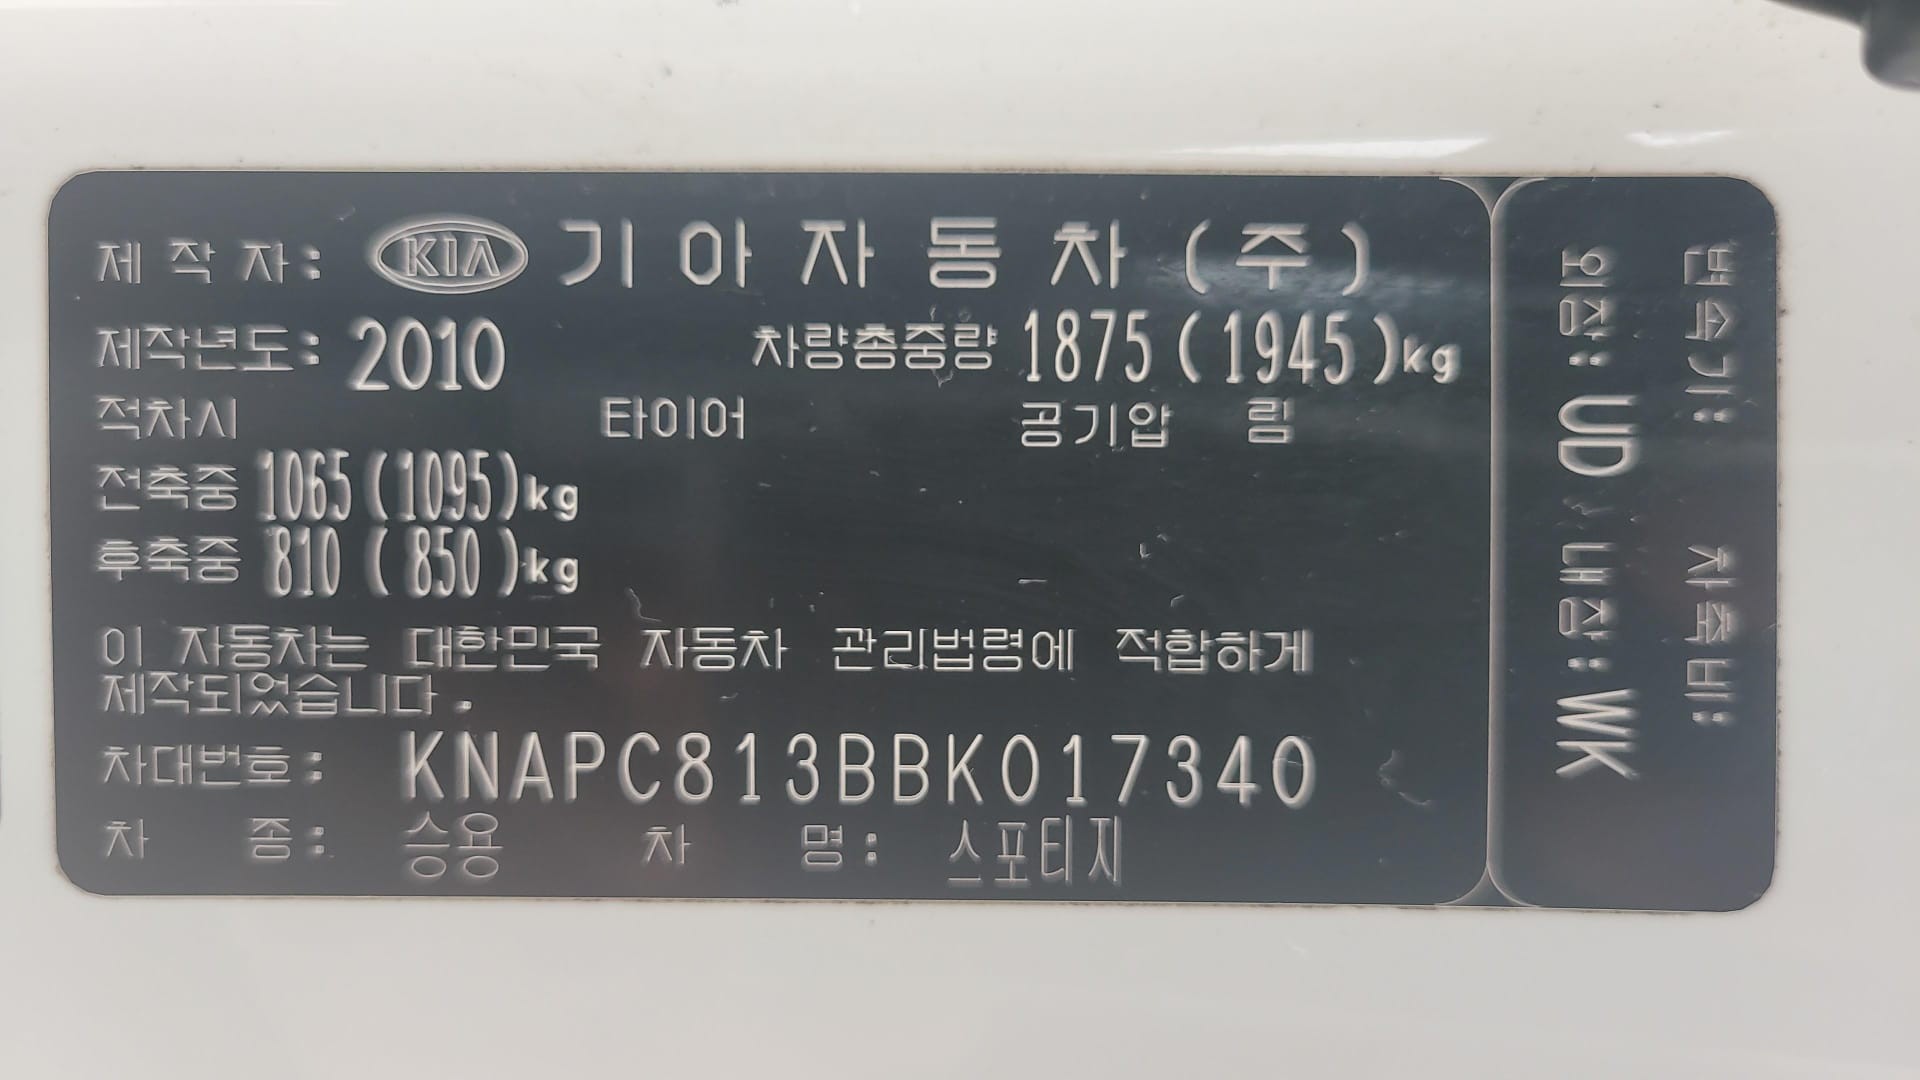 제 작 자: KIA 기 아 자 동 차 (주)
제작년도: 2010 차량총중량 1875 (1945)kg
적차시 타이어 공기압 림
전축중 1065(1095)kg
후축중 810 (850)kg
이 자동차는 대한민국 자동차 관리법령에 적합하게
제작되었습니다.
차대번호: KNAPC813BBK017340
차 종: 승용 차 명: 스포티지
변속기: 차축비:
외장: UD 내장: WK